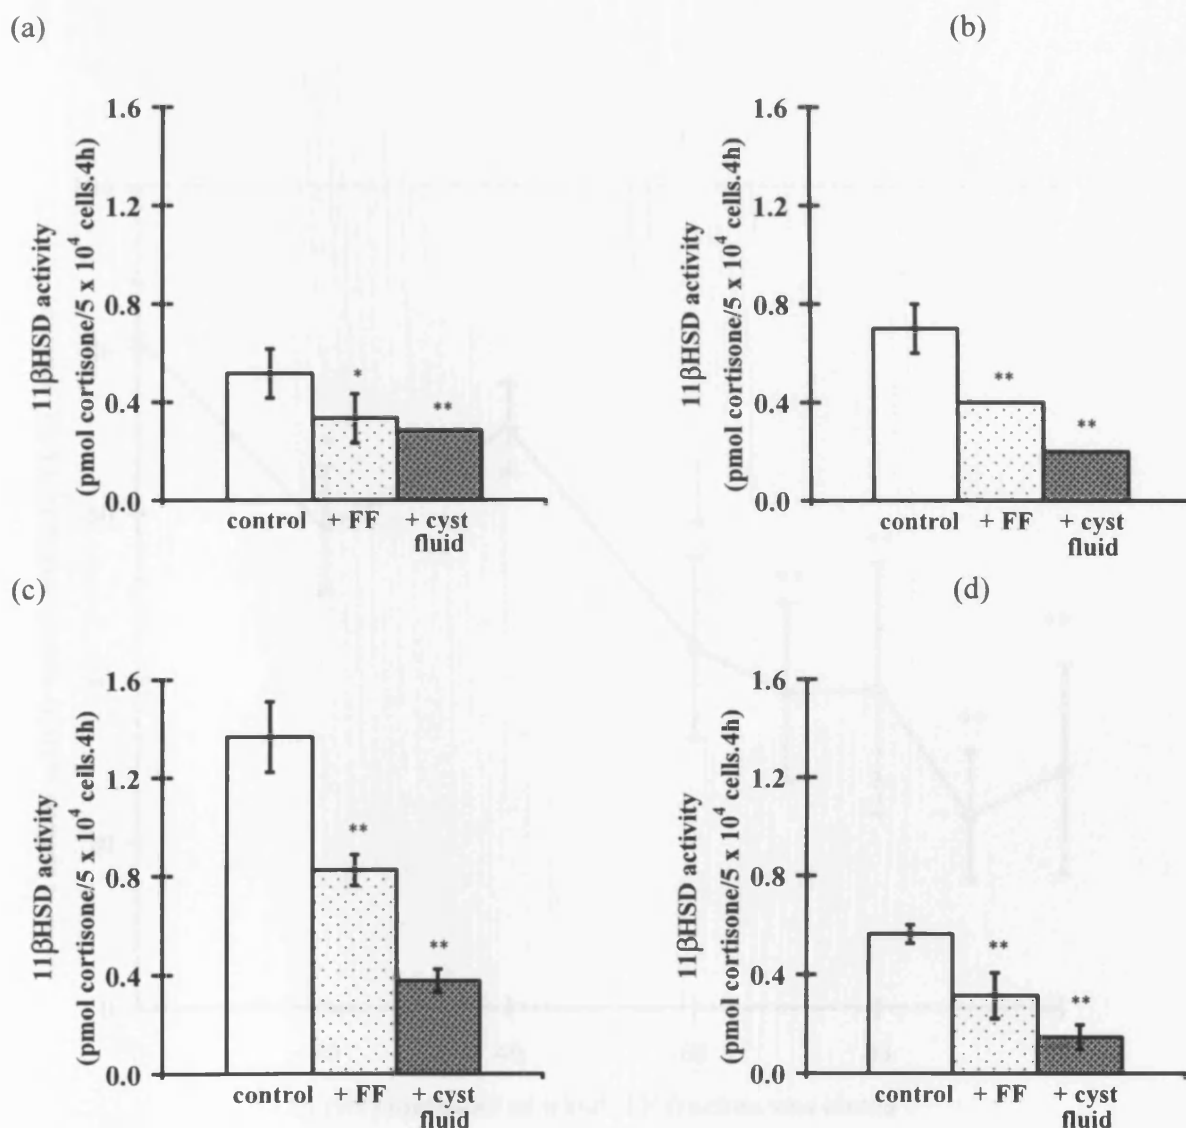 (a)
(b)
11βHSD activity
(pmol cortisone/5 x 10⁴ cells.4h)
1.6
1.2
0.8
0.4
0.0
*
**
control
+ FF
+ cyst
fluid
11βHSD activity
(pmol cortisone/5 x 10⁴ cells.4h)
1.6
1.2
0.8
0.4
0.0
**
**
control
+ FF
+ cyst
fluid
(c)
(d)
11βHSD activity
(pmol cortisone/5 x 10⁴ ceils.4h)
1.6
1.2
0.8
0.4
0.0
**
**
control
+ FF
+ cyst
fluid
11βHSD activity
(pmol cortisone/5 x 10⁴ cells.4h)
1.6
1.2
0.8
0.4
0.0
**
**
control
+ FF
+ cyst
fluid